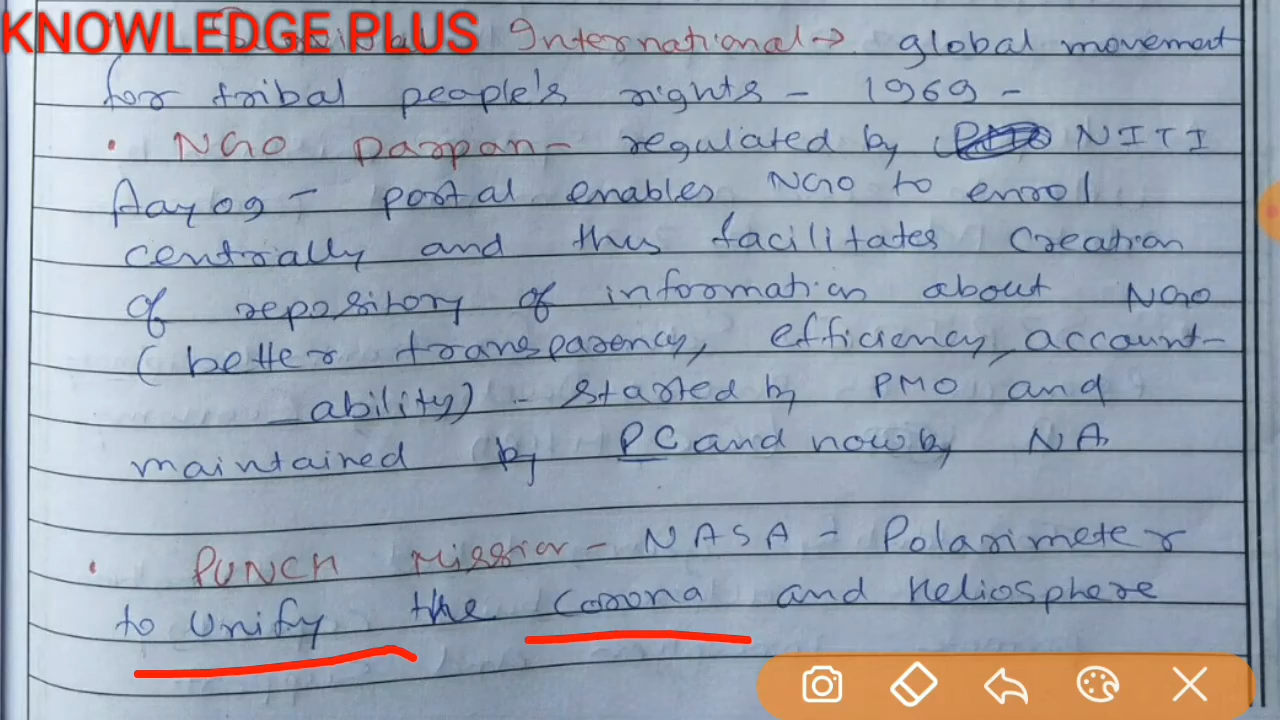 KNOWLEDGE PLUS
International → global movement
for tribal people's rights - 1969 -
• NGO Darpan - regulated by NITI
Aayog - portal enables NGO to enrol
centrally and thus facilitates creation
of repository of information about NGO
(better transparency, efficiency, account-
ability) - started by PMO and
maintained by PC and now by NA
• PUNCH Mission - NASA - Polarimeter
to Unify the Corona and Heliosphere